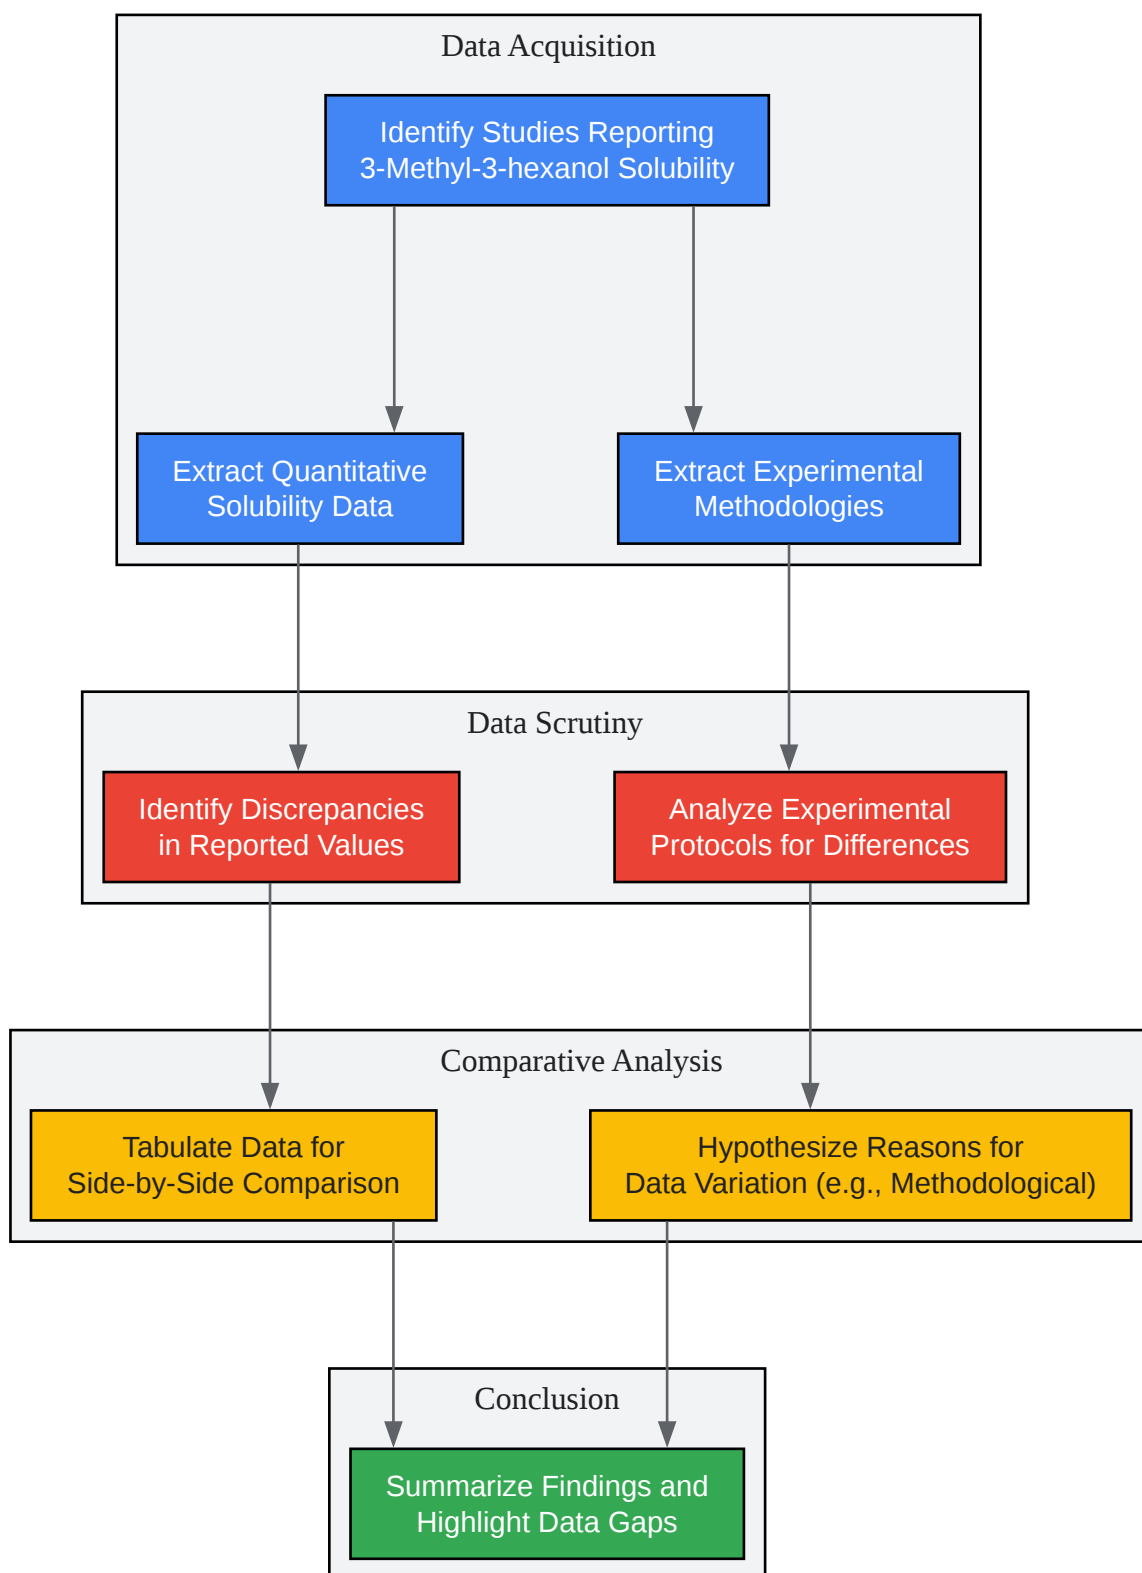 Data Acquisition
Identify Studies Reporting
3-Methyl-3-hexanol Solubility
Extract Quantitative
Solubility Data
Extract Experimental
Methodologies
Data Scrutiny
Identify Discrepancies
in Reported Values
Analyze Experimental
Protocols for Differences
Comparative Analysis
Tabulate Data for
Side-by-Side Comparison
Hypothesize Reasons for
Data Variation (e.g., Methodological)
Conclusion
Summarize Findings and
Highlight Data Gaps